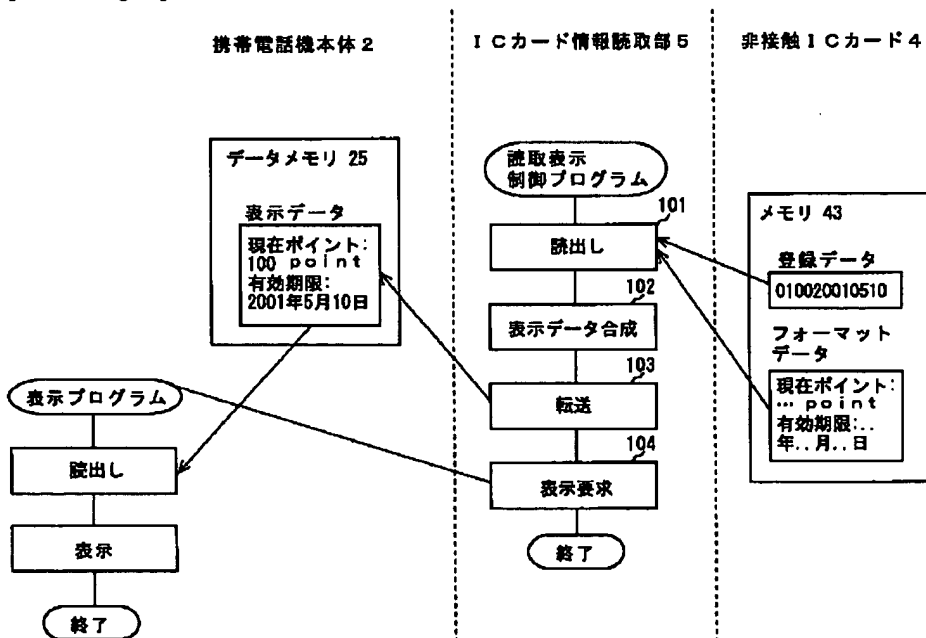 携帯電話機本体2
ICカード情報読取部5
非接触ICカード4
データメモリ 25
表示データ
現在ポイント:
100 point
有効期限:
2001年5月10日
表示プログラム
読出し
表示
終了
読取表示
制御プログラム
101
読出し
102
表示データ合成
103
転送
104
表示要求
終了
メモリ 43
登録データ
010020010510
フォーマット
データ
現在ポイント:
… point
有効期限:..
年..月..日